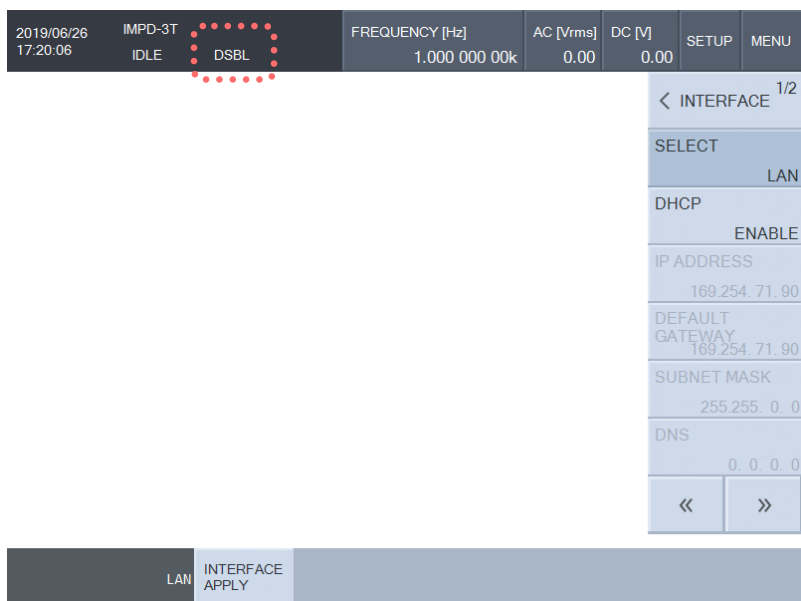 2019/06/26
17:20:06
IMPD-3T
IDLE
DSBL
FREQUENCY [Hz]
1.000 000 00k
AC [Vrms]
0.00
DC [V]
0.00
SETUP
MENU
< INTERFACE 1/2
SELECT
LAN
DHCP
ENABLE
IP ADDRESS
169.254. 71. 90
DEFAULT
GATEWAY
169.254. 71. 90
SUBNET MASK
255.255. 0. 0
DNS
0. 0. 0. 0
« »
LAN
INTERFACE
APPLY